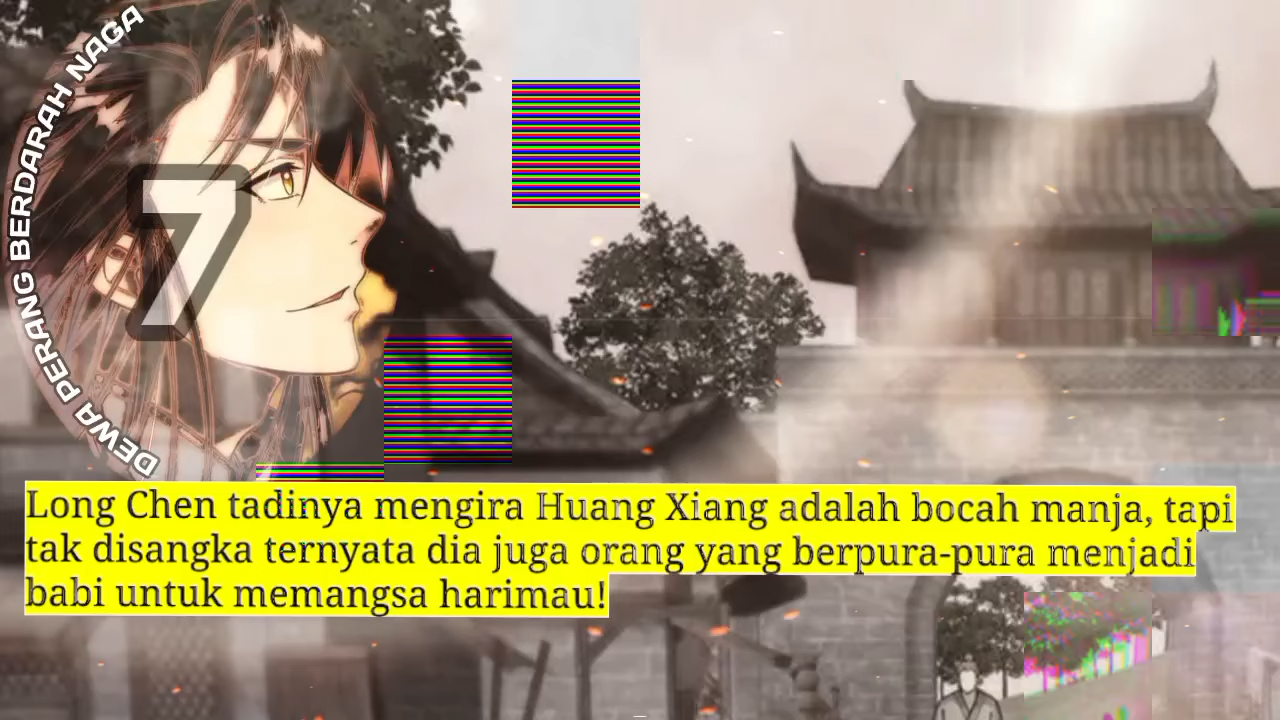 DEWA PERANG BERDARAH NAGA
7
Long Chen tadinya mengira Huang Xiang adalah bocah manja, tapi
tak disangka ternyata dia juga orang yang berpura-pura menjadi
babi untuk memangsa harimau!